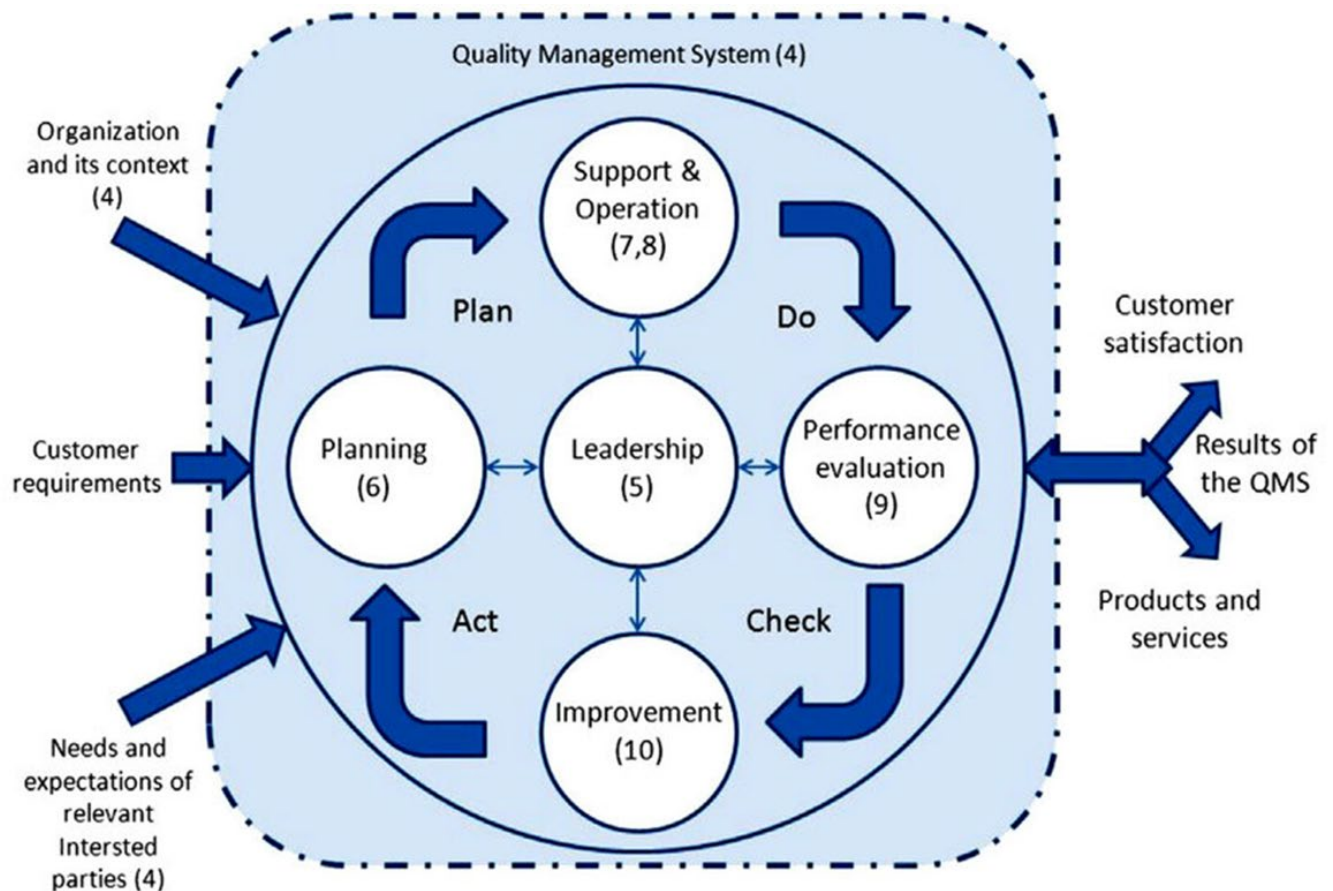 Quality Management System (4)
Organization
and its context
(4)
Support &
Operation
(7,8)
Plan
Do
Customer
satisfaction
Customer
requirements
Planning
(6)
Leadership
(5)
Performance
evaluation
(9)
Results of
the QMS
Act
Check
Products and
services
Improvement
(10)
Needs and
expectations of
relevant
Intersted
parties (4)